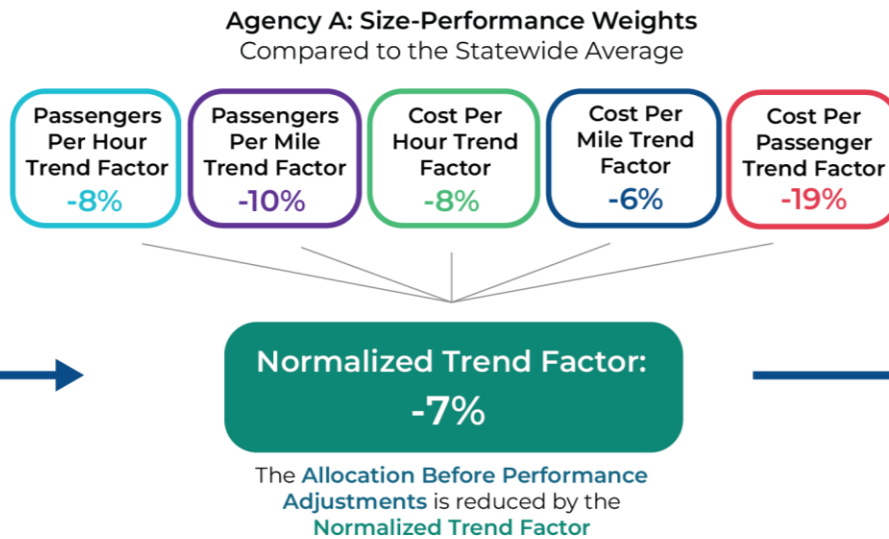 Agency A: Size-Performance Weights
Compared to the Statewide Average
Passengers
Per Hour
Trend Factor
-8%
Passengers
Per Mile
Trend Factor
-10%
Cost Per
Hour Trend
Factor
-8%
Cost Per
Mile Trend
Factor
-6%
Cost Per
Passenger
Trend Factor
-19%
Normalized Trend Factor:
-7%
The Allocation Before Performance
Adjustments is reduced by the
Normalized Trend Factor